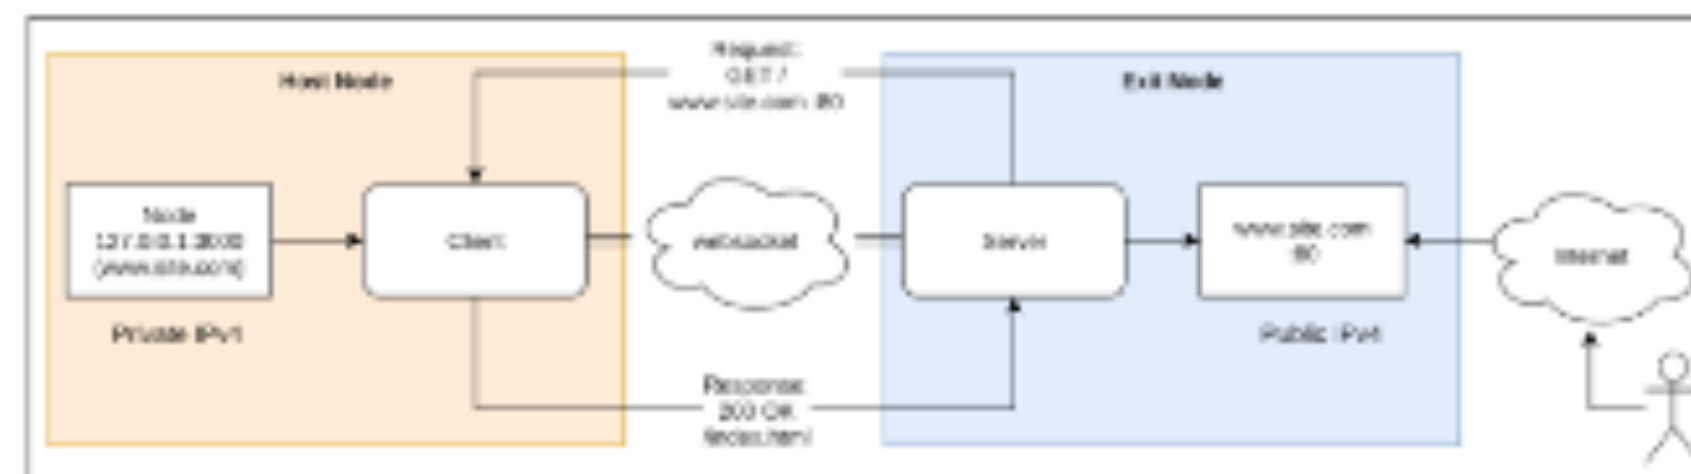 Host Node
Request:
GET /
www.site.com :80
Exit Node
Node
127.0.0.1:3000
(www.site.com)
Client
websocket
Server
www.site.com
:80
Internet
Private IPv4
Public IPv4
Response:
200 OK
/index.html